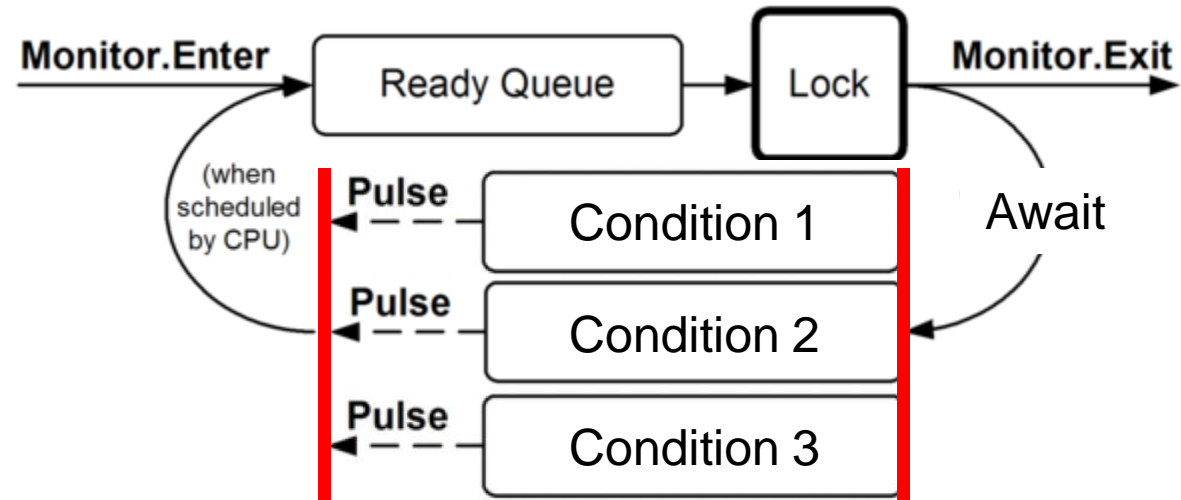 Monitor.Enter
Ready Queue
Lock
Monitor.Exit
(when
scheduled
by CPU)
Pulse
Condition 1
Await
Pulse
Condition 2
Pulse
Condition 3